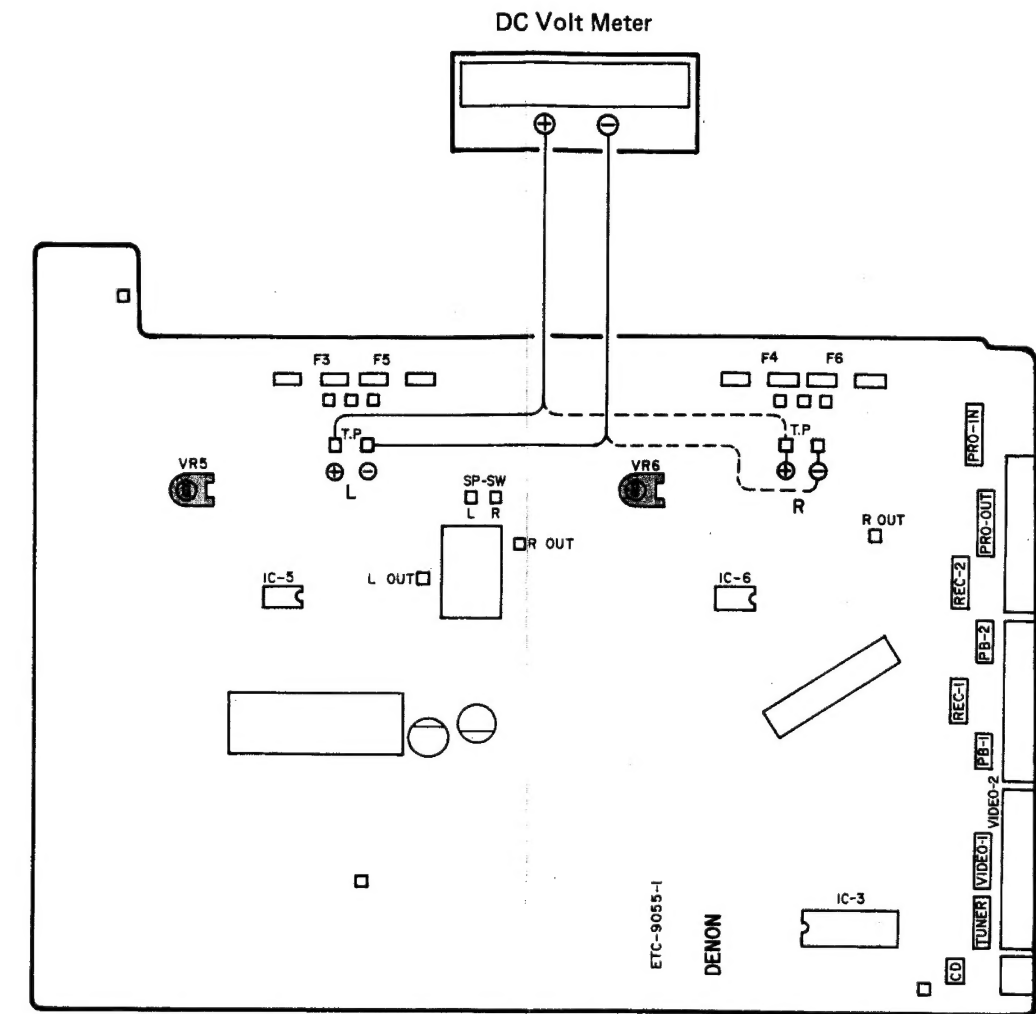 DC Volt Meter
⊕ ⊖
F3 F5
F4 F6
T.P
T.P
PRO-IN
VR5
⊕ ⊖
L
SP-SW
L R
VR6
⊕ ⊖
R
R OUT
PRO-OUT
R OUT
L OUT
IC-5
IC-6
REC-2
PB-2
REC-1
PB-1
VIDEO-2
VIDEO-1
TUNER
IC-3
ETC-9055-1
DENON
CD